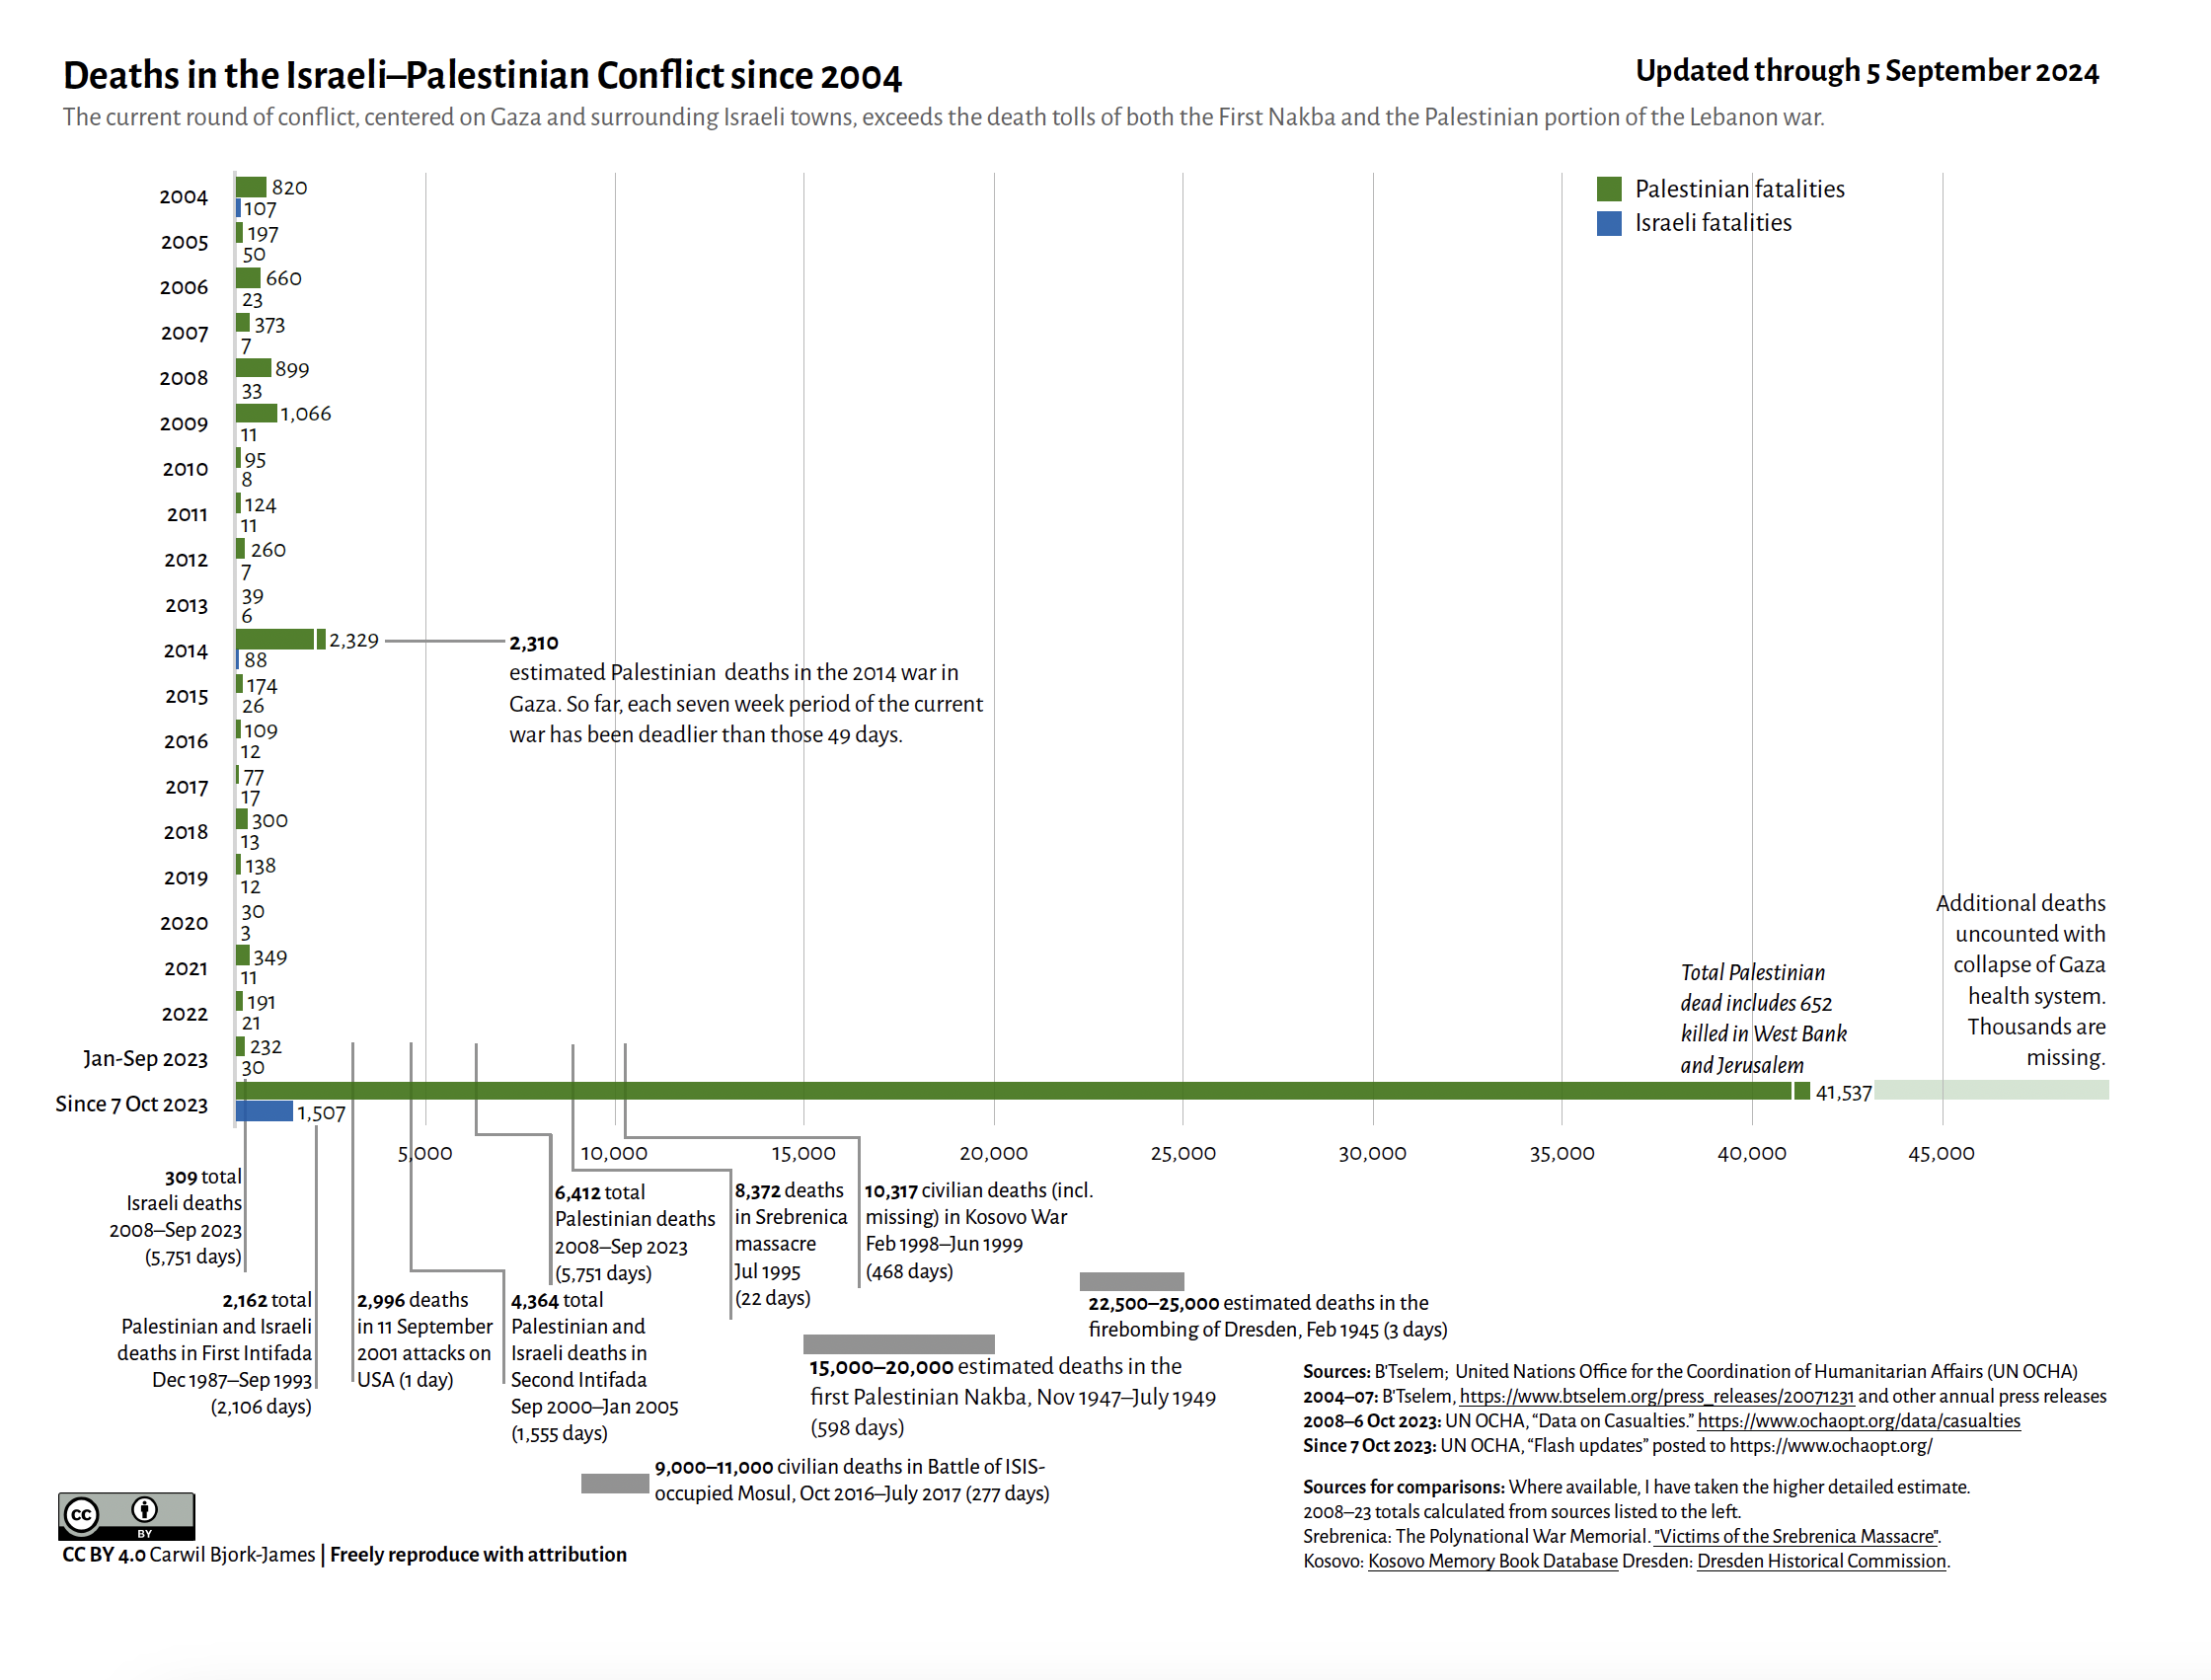 Deaths in the Israeli–Palestinian Conflict since 2004
Updated through 5 September 2024
The current round of conflict, centered on Gaza and surrounding Israeli towns, exceeds the death tolls of both the First Nakba and the Palestinian portion of the Lebanon war.
Palestinian fatalities
Israeli fatalities
2004
820
107
2005
197
50
2006
660
23
2007
373
7
2008
899
33
2009
1,066
11
2010
95
8
2011
124
11
2012
260
7
2013
39
6
2014
2,329
88
2,310
estimated Palestinian deaths in the 2014 war in
Gaza. So far, each seven week period of the current
war has been deadlier than those 49 days.
2015
174
26
2016
109
12
2017
77
17
2018
300
13
2019
138
12
2020
30
3
2021
349
11
2022
191
21
Jan-Sep 2023
232
30
Since 7 Oct 2023
41,537
1,507
Total Palestinian
dead includes 652
killed in West Bank
and Jerusalem
Additional deaths
uncounted with
collapse of Gaza
health system.
Thousands are
missing.
5,000
10,000
15,000
20,000
25,000
30,000
35,000
40,000
45,000
309 total
Israeli deaths
2008–Sep 2023
(5,751 days)
2,162 total
Palestinian and Israeli
deaths in First Intifada
Dec 1987–Sep 1993
(2,106 days)
2,996 deaths
in 11 September
2001 attacks on
USA (1 day)
4,364 total
Palestinian and
Israeli deaths in
Second Intifada
Sep 2000–Jan 2005
(1,555 days)
6,412 total
Palestinian deaths
2008–Sep 2023
(5,751 days)
8,372 deaths
in Srebrenica
massacre
Jul 1995
(22 days)
10,317 civilian deaths (incl.
missing) in Kosovo War
Feb 1998–Jun 1999
(468 days)
22,500–25,000 estimated deaths in the
firebombing of Dresden, Feb 1945 (3 days)
15,000–20,000 estimated deaths in the
first Palestinian Nakba, Nov 1947–July 1949
(598 days)
9,000–11,000 civilian deaths in Battle of ISIS-
occupied Mosul, Oct 2016–July 2017 (277 days)
Sources: B'Tselem; United Nations Office for the Coordination of Humanitarian Affairs (UN OCHA)
2004–07: B'Tselem, https://www.btselem.org/press_releases/20071231 and other annual press releases
2008–6 Oct 2023: UN OCHA, “Data on Casualties.” https://www.ochaopt.org/data/casualties
Since 7 Oct 2023: UN OCHA, “Flash updates” posted to https://www.ochaopt.org/
Sources for comparisons: Where available, I have taken the higher detailed estimate.
2008–23 totals calculated from sources listed to the left.
Srebrenica: The Polynational War Memorial. "Victims of the Srebrenica Massacre".
Kosovo: Kosovo Memory Book Database Dresden: Dresden Historical Commission.
cc
BY
CC BY 4.0 Carwil Bjork-James | Freely reproduce with attribution